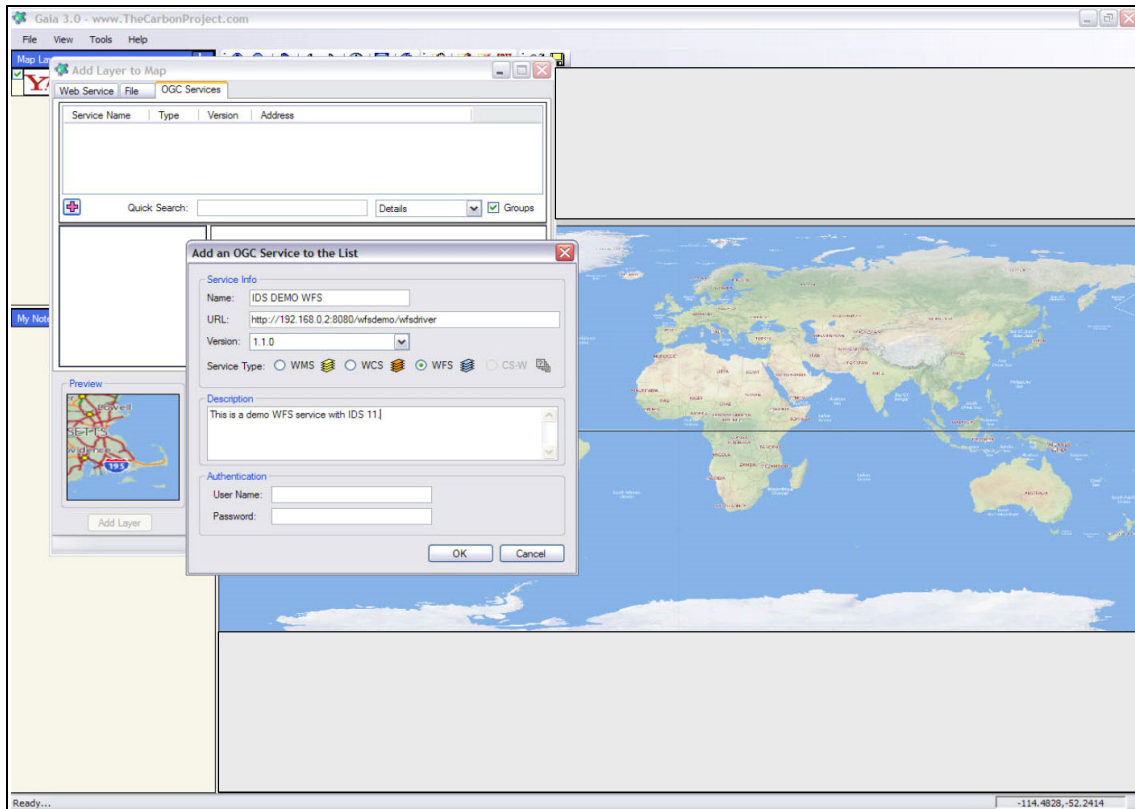 Gaia 3.0 - www.TheCarbonProject.com
File View Tools Help
Map La
Add Layer to Map
Web Service File OGC Services
Service Name Type Version Address
Quick Search: Details Groups
Add an OGC Service to the List
Service Info
Name: IDS DEMO WFS
URL: http://192.168.0.2:8080/wfsdemo/wfsdriver
Version: 1.1.0
Service Type: WMS WCS WFS CS-W
Description
This is a demo WFS service with IDS 11.
Authentication
User Name:
Password:
OK Cancel
My Note
Preview
195
Add Layer
AUSTRALIA
Ready...
-114.4828,-52.2414